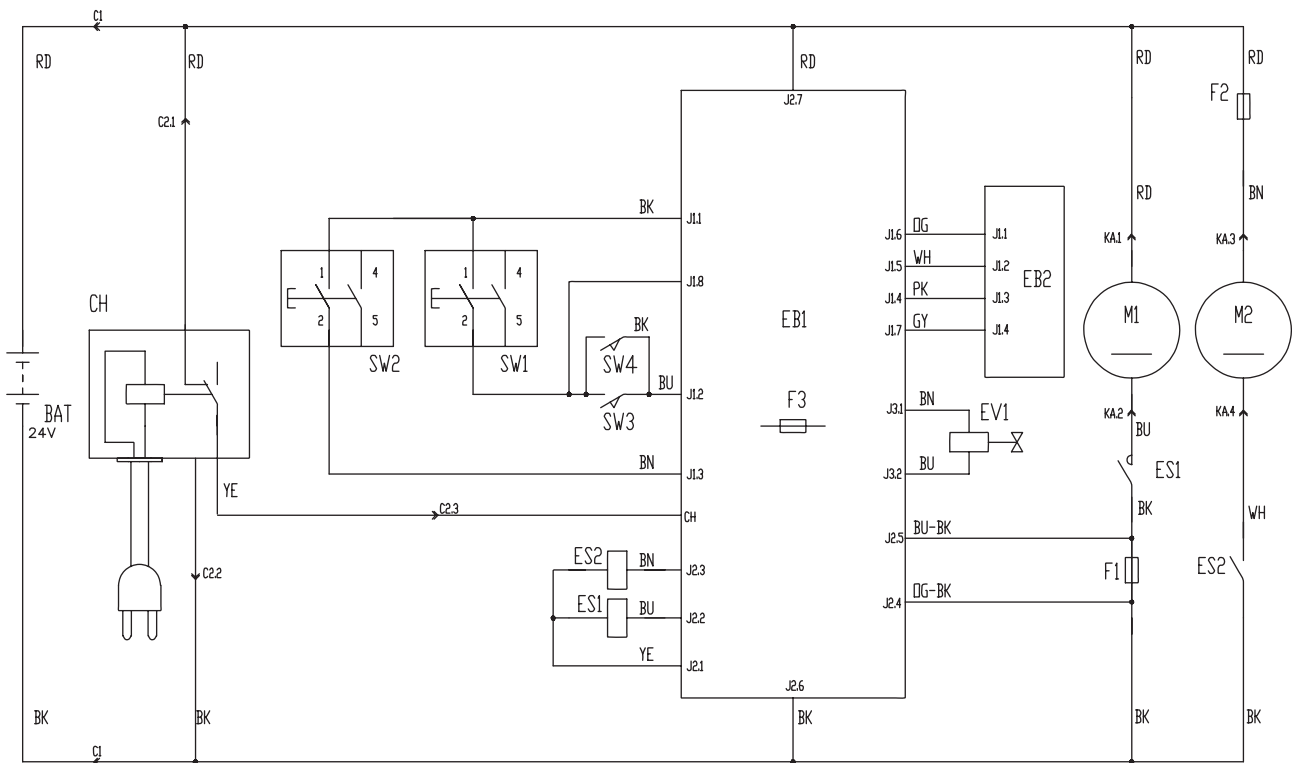 C1
RD
RD
RD
RD
RD
C2.1
J2.7
F2
RD
BN
BK
J1.1
J1.6
OG
J1.1
KA.1
KA.3
1
4
1
4
J1.5
WH
J1.2
J1.8
EB2
CH
J1.4
PK
J1.3
2
5
2
5
EB1
J1.7
GY
J1.4
M1
M2
BK
SW2
SW1
SW4
BU
J1.2
BAT
24V
SW3
F3
J3.1
BN
EV1
KA.2
KA.4
BU
BN
J1.3
J3.2
BU
ES1
YE
C2.3
CH
BK
WH
J2.5
BU-BK
ES2
BN
J2.3
C2.2
F1
ES2
ES1
BU
J2.2
J2.4
OG-BK
YE
J2.1
J2.6
BK
BK
BK
BK
BK
C1